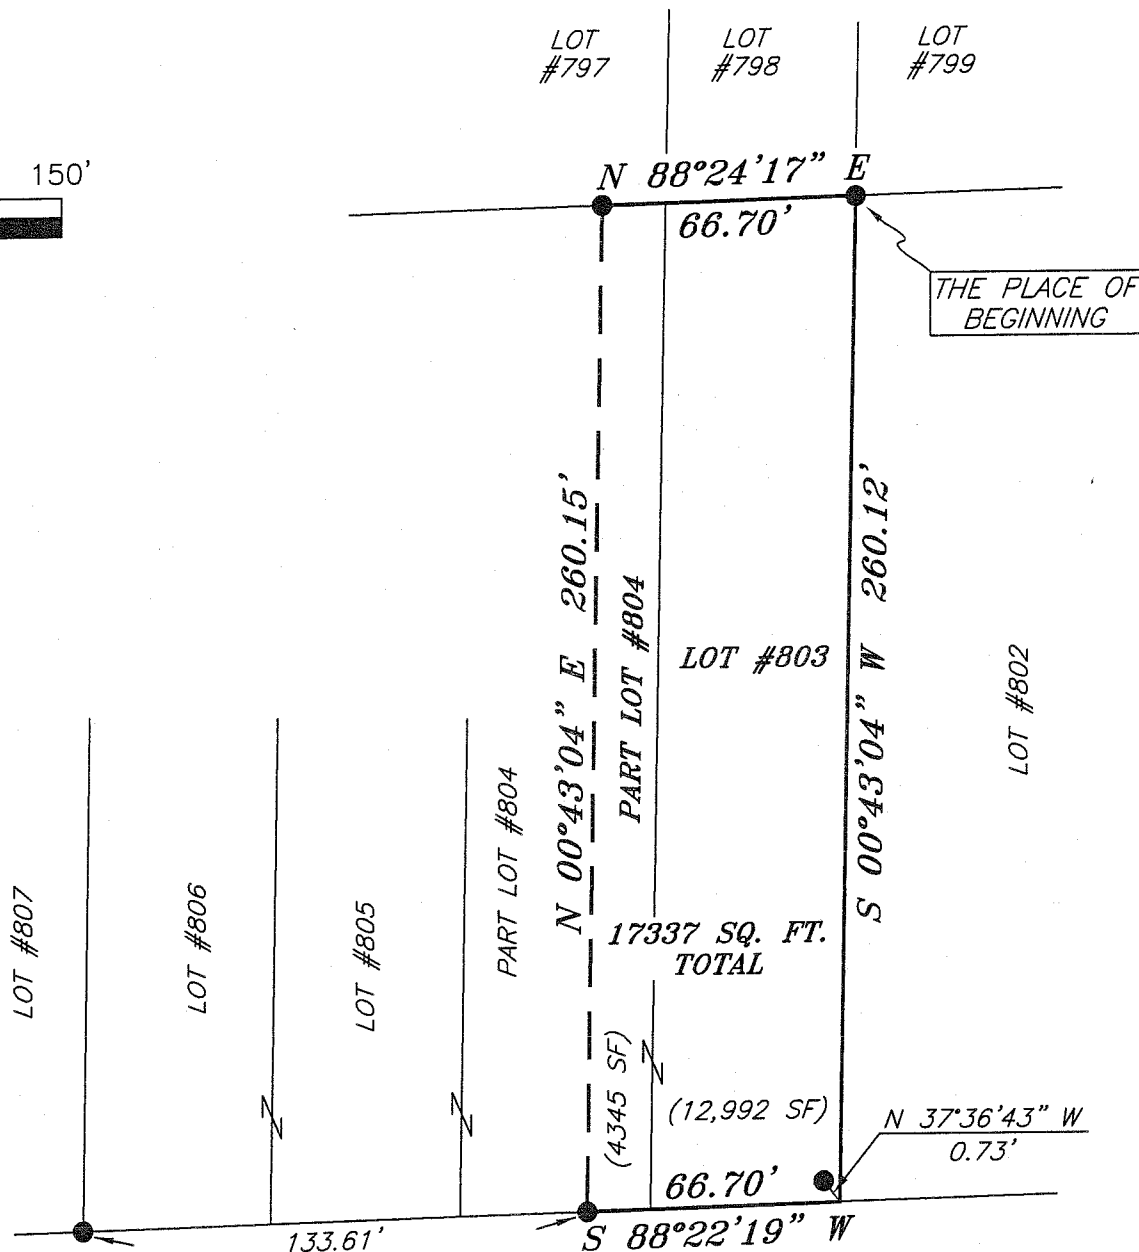 LOT
#797
LOT
#798
LOT
#799
150'
N 88°24'17" E
66.70'
THE PLACE OF
BEGINNING
N 00°43'04" E 260.15'
PART LOT #804
LOT #803
S 00°43'04" W 260.12'
LOT #802
LOT #807
LOT #806
LOT #805
PART LOT #804
17337 SQ. FT.
TOTAL
(4345 SF)
(12,992 SF)
N 37°36'43" W
0.73'
66.70'
S 88°22'19" W
133.61'